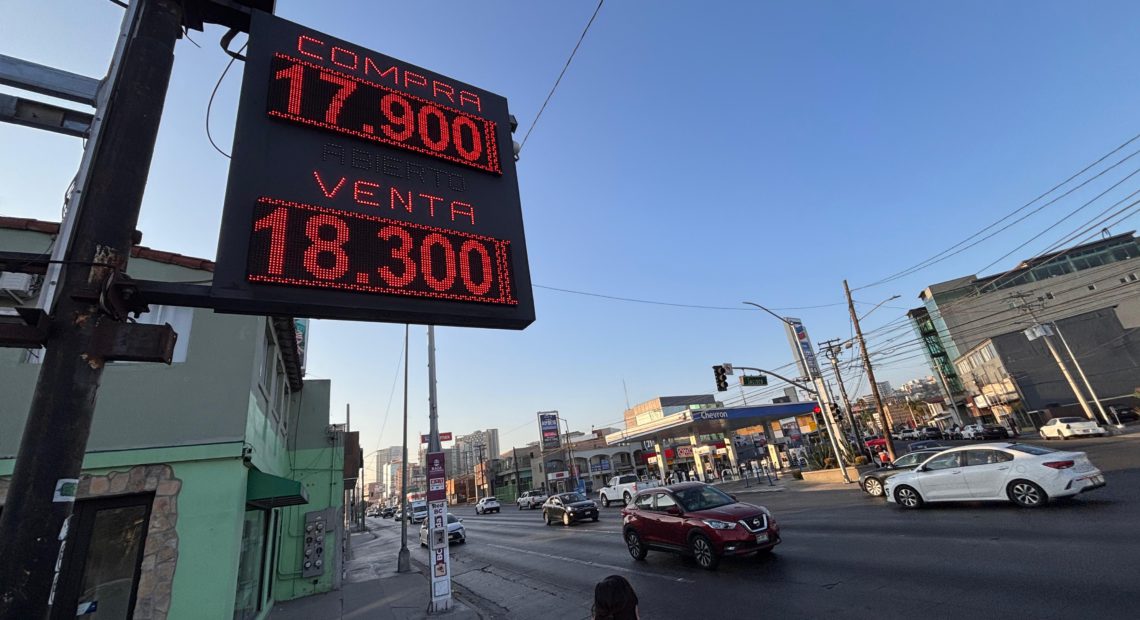 COMPRA
17.900
ABIERTO
VENTA
18.300
Chevron